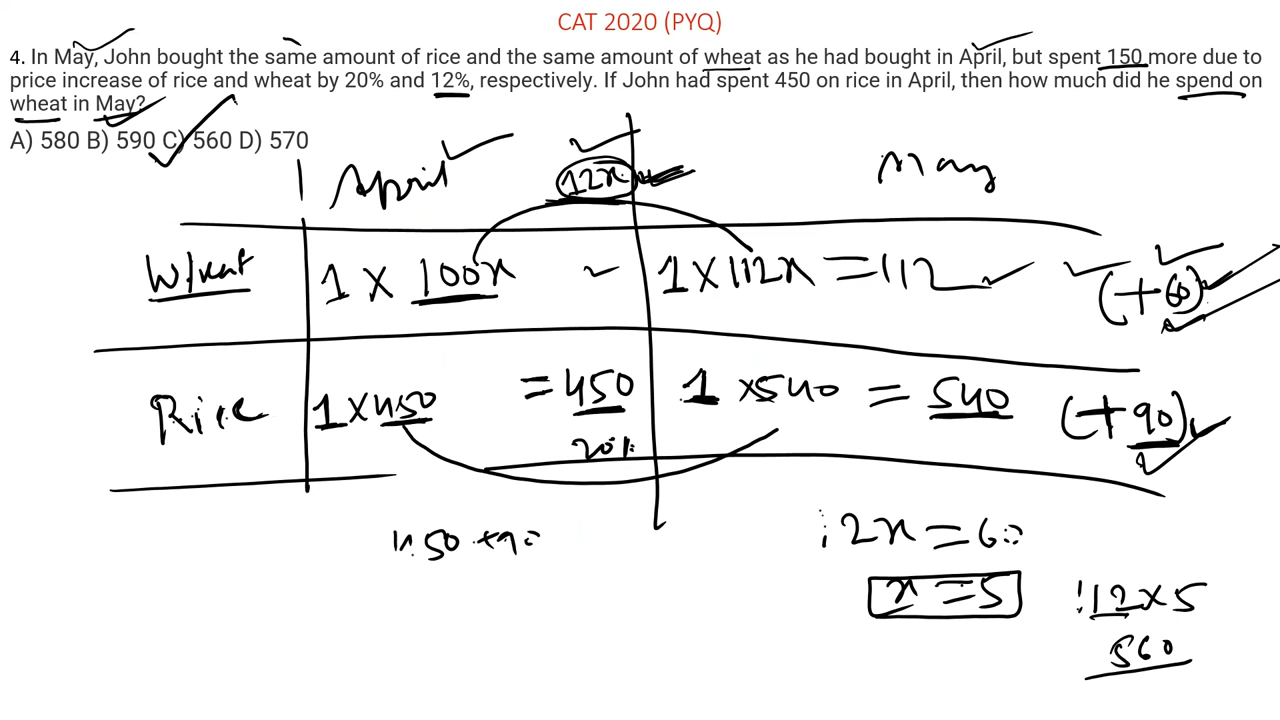 CAT 2020 (PYQ)
4. In May, John bought the same amount of rice and the same amount of wheat as he had bought in April, but spent 150 more due to
price increase of rice and wheat by 20% and 12%, respectively. If John had spent 450 on rice in April, then how much did he spend on
wheat in May?
A) 580 B) 590 C) 560 D) 570
April 12x May
Wheat 1 × 100x 1 × 112x = 112 (+60)
Rice 1 × 450 = 450 1 × 540 = 540 (+90)
20%
450 + 90 12x = 60
x = 5 112 × 5
560